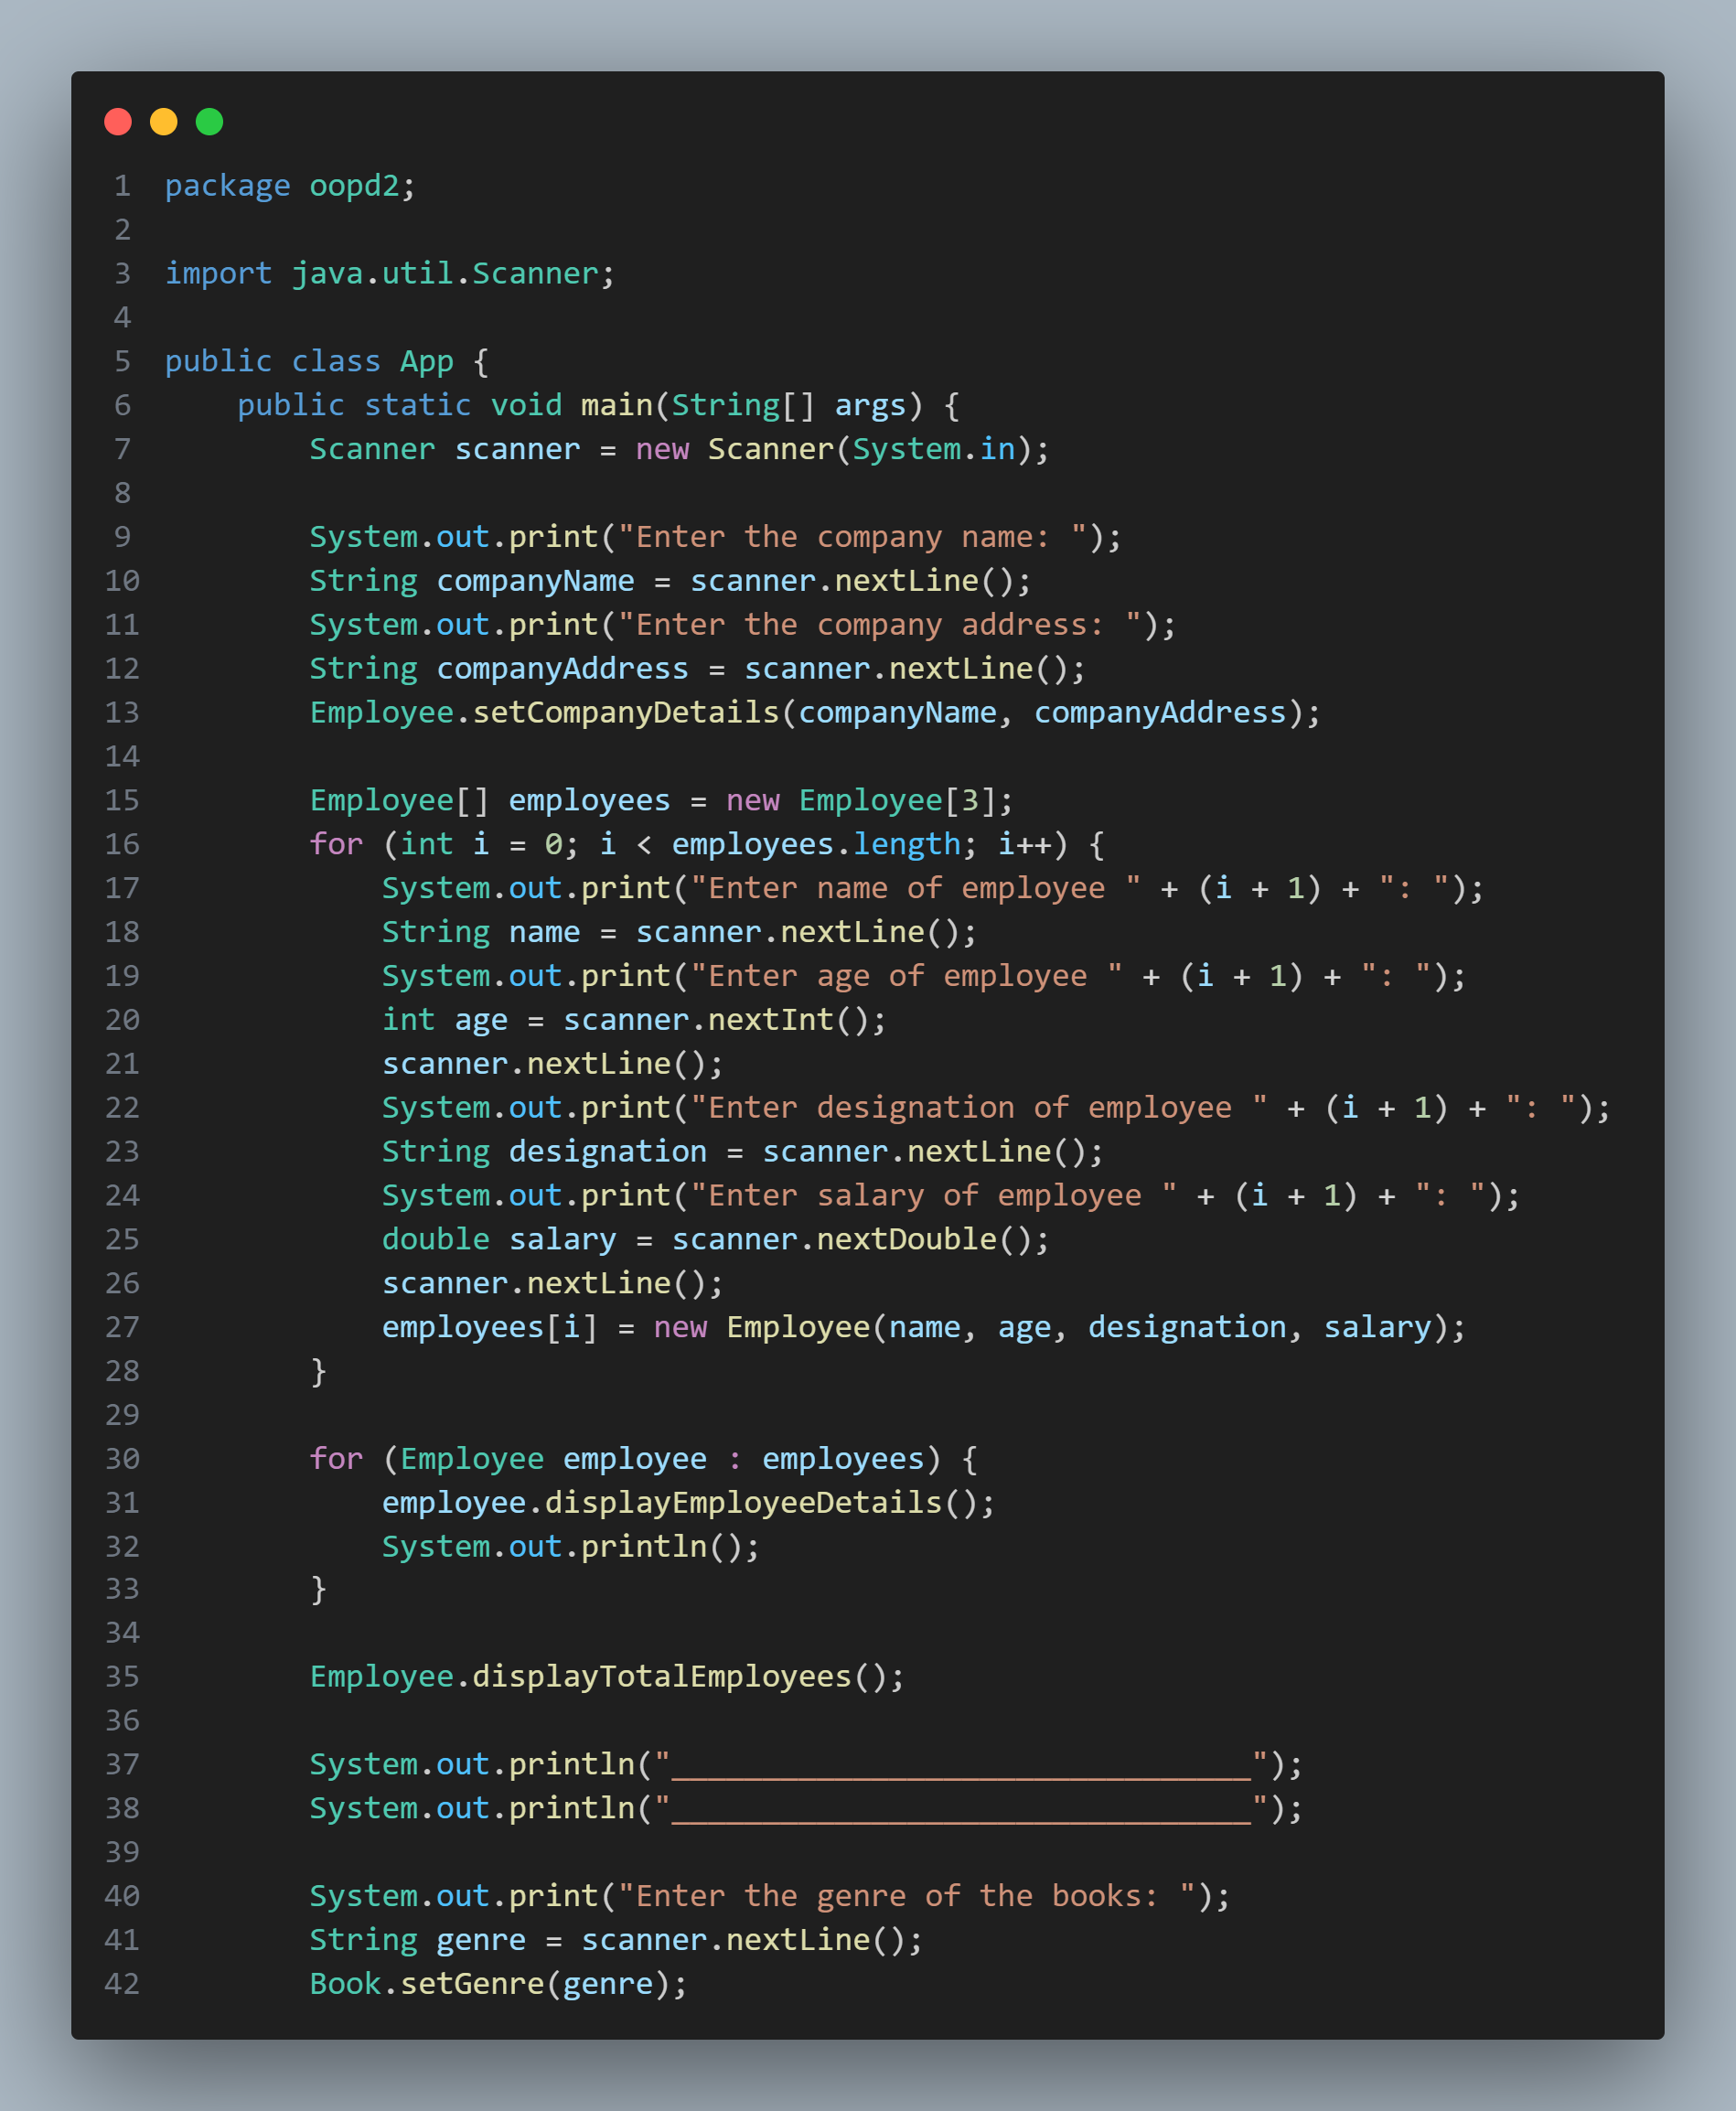 1 package oopd2;
2
3 import java.util.Scanner;
4
5 public class App {
6     public static void main(String[] args) {
7         Scanner scanner = new Scanner(System.in);
8
9         System.out.print("Enter the company name: ");
10         String companyName = scanner.nextLine();
11         System.out.print("Enter the company address: ");
12         String companyAddress = scanner.nextLine();
13         Employee.setCompanyDetails(companyName, companyAddress);
14
15         Employee[] employees = new Employee[3];
16         for (int i = 0; i < employees.length; i++) {
17             System.out.print("Enter name of employee " + (i + 1) + ": ");
18             String name = scanner.nextLine();
19             System.out.print("Enter age of employee " + (i + 1) + ": ");
20             int age = scanner.nextInt();
21             scanner.nextLine();
22             System.out.print("Enter designation of employee " + (i + 1) + ": ");
23             String designation = scanner.nextLine();
24             System.out.print("Enter salary of employee " + (i + 1) + ": ");
25             double salary = scanner.nextDouble();
26             scanner.nextLine();
27             employees[i] = new Employee(name, age, designation, salary);
28         }
29
30         for (Employee employee : employees) {
31             employee.displayEmployeeDetails();
32             System.out.println();
33         }
34
35         Employee.displayTotalEmployees();
36
37         System.out.println("________________________________");
38         System.out.println("________________________________");
39
40         System.out.print("Enter the genre of the books: ");
41         String genre = scanner.nextLine();
42         Book.setGenre(genre);